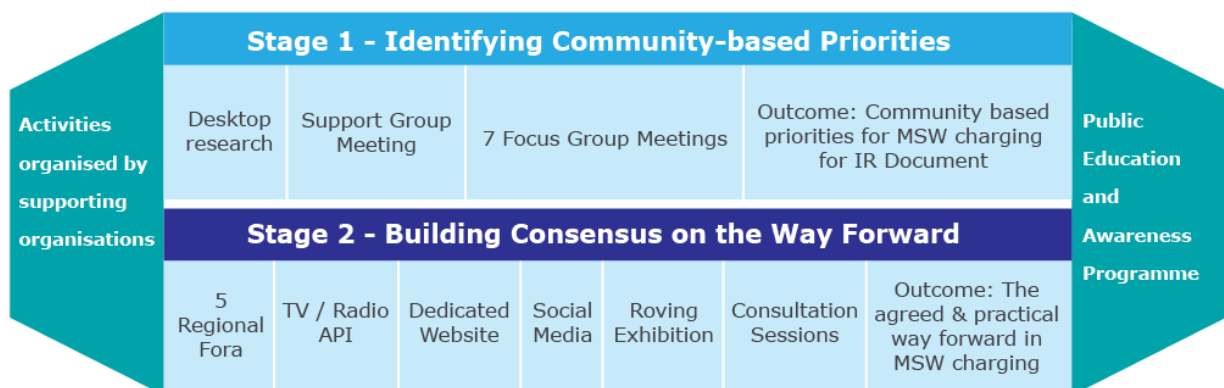 Activities
organised by
supporting
organisations
Stage 1 - Identifying Community-based Priorities
Desktop
research
Support Group
Meeting
7 Focus Group Meetings
Outcome: Community based
priorities for MSW charging
for IR Document
Stage 2 - Building Consensus on the Way Forward
5
Regional
Fora
TV / Radio
API
Dedicated
Website
Social
Media
Roving
Exhibition
Consultation
Sessions
Outcome: The
agreed & practical
way forward in
MSW charging
Public
Education
and
Awareness
Programme